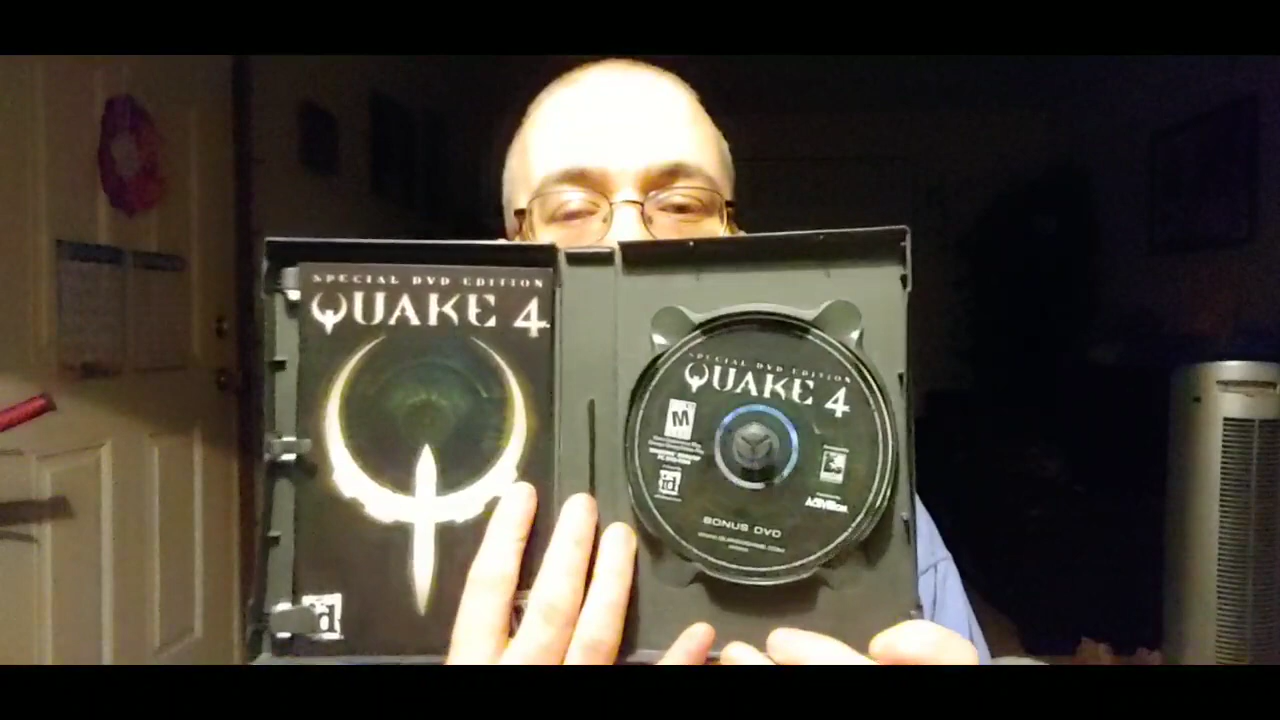 SPECIAL DVD EDITION
QUAKE 4
id
SPECIAL DVD EDITION
QUAKE 4
M
id
ACTIVISION
BONUS DVD